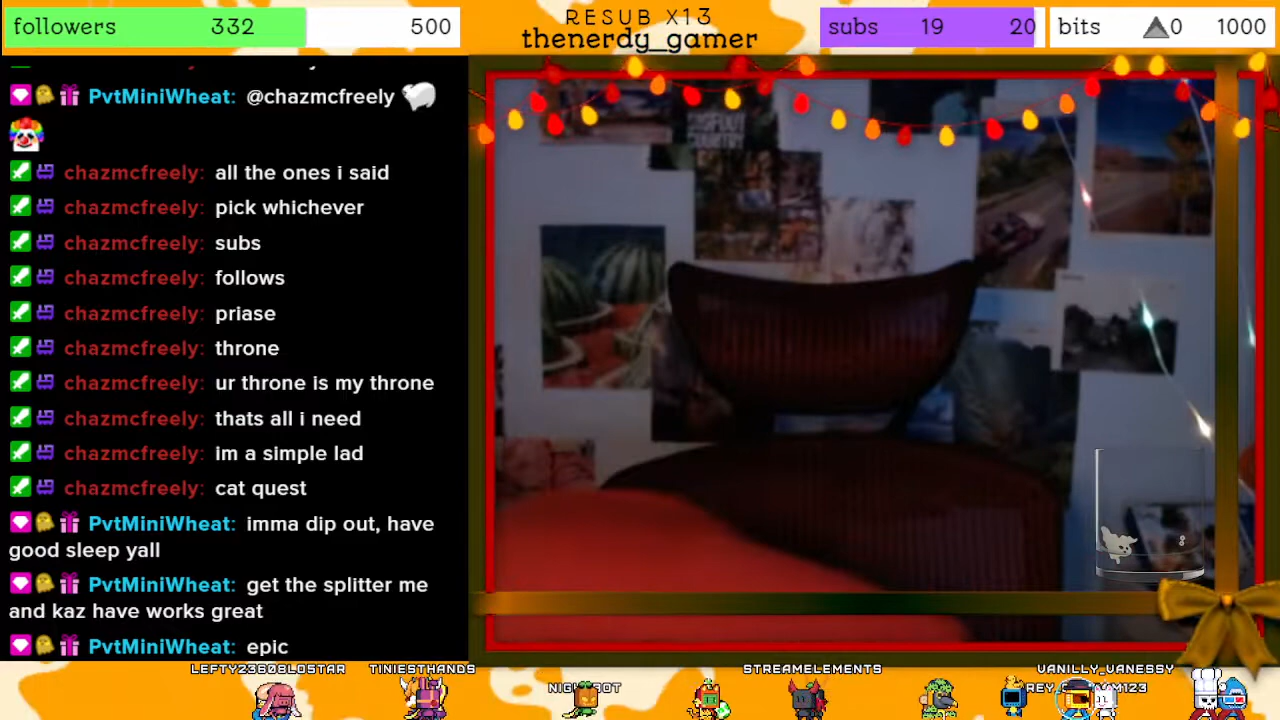 followers 332 500
RESUB X13
thenerdy_gamer
subs 19 20
bits 0 1000
PvtMiniWheat: @chazmcfreely
chazmcfreely: all the ones i said
chazmcfreely: pick whichever
chazmcfreely: subs
chazmcfreely: follows
chazmcfreely: priase
chazmcfreely: throne
chazmcfreely: ur throne is my throne
chazmcfreely: thats all i need
chazmcfreely: im a simple lad
chazmcfreely: cat quest
PvtMiniWheat: imma dip out, have
good sleep yall
PvtMiniWheat: get the splitter me
and kaz have works great
PvtMiniWheat: epic
COUNTRY
LEFTY23608LOSTAR TINIESTHANDS STREAMELEMENTS VANILLY_VANESSY